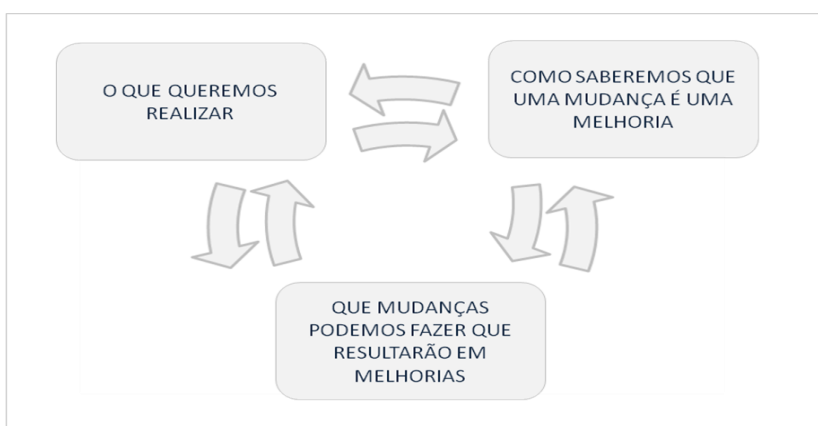 O QUE QUEREMOS
REALIZAR
COMO SABEREMOS QUE
UMA MUDANÇA É UMA
MELHORIA
QUE MUDANÇAS
PODEMOS FAZER QUE
RESULTARÃO EM
MELHORIAS